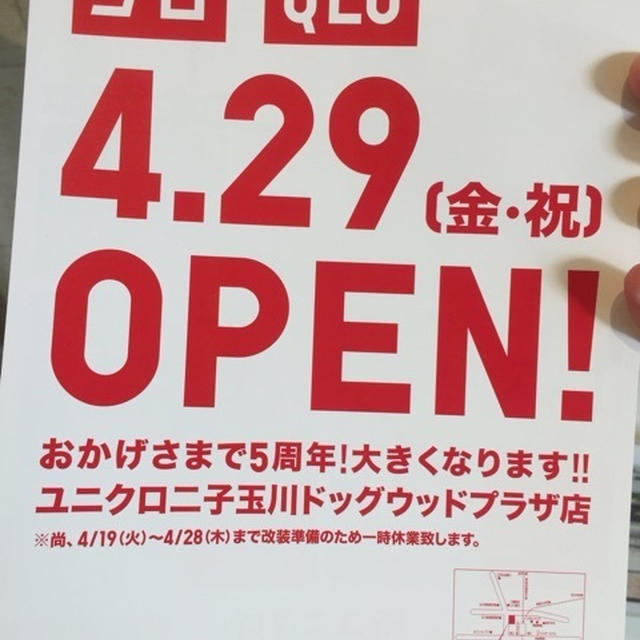 クロ QLO
4.29(金・祝)
OPEN!
おかげさまで5周年!大きくなります!!
ユニクロ二子玉川ドッグウッドプラザ店
※尚、4/19(火)〜4/28(木)まで改装準備のため一時休業致します。